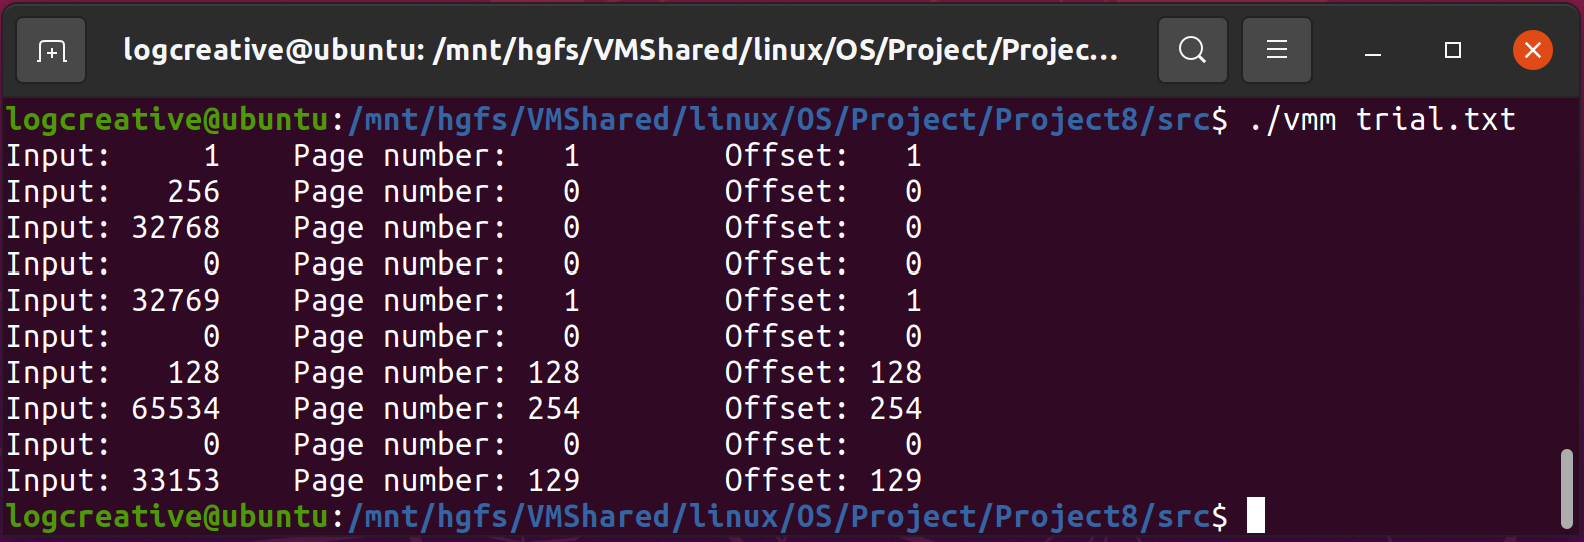 logcreative@ubuntu: /mnt/hgfs/VMShared/linux/OS/Project/Projec...
logcreative@ubuntu:/mnt/hgfs/VMShared/linux/OS/Project/Project8/src$ ./vmm trial.txt
Input:     1    Page number:   1        Offset:   1
Input:   256    Page number:   0        Offset:   0
Input: 32768    Page number:   0        Offset:   0
Input:     0    Page number:   0        Offset:   0
Input: 32769    Page number:   1        Offset:   1
Input:     0    Page number:   0        Offset:   0
Input:   128    Page number: 128        Offset: 128
Input: 65534    Page number: 254        Offset: 254
Input:     0    Page number:   0        Offset:   0
Input: 33153    Page number: 129        Offset: 129
logcreative@ubuntu:/mnt/hgfs/VMShared/linux/OS/Project/Project8/src$